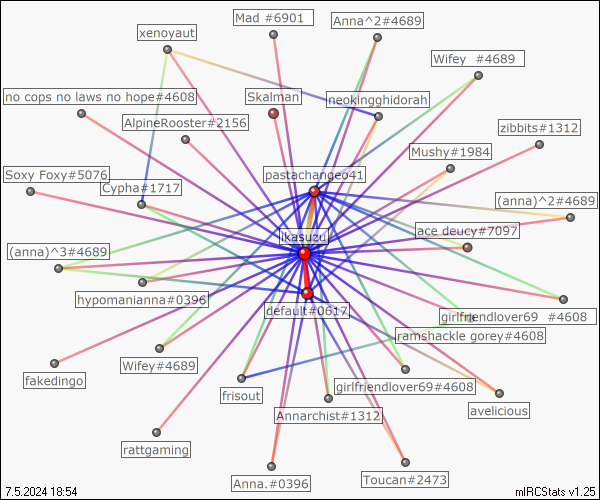 Mad #6901
Anna^2#4689
xenoyaut
Wifey  #4689
no cops no laws no hope#4608
Skalman
neokingghidorah
AlpineRooster#2156
zibbits#1312
Mushy#1984
Soxy Foxy#5076
pastachangeo41
Cypha#1717
(anna)^2#4689
ace deucy#7097
ikasuzu
(anna)^3#4689
hypomanianna#0396
default#0617
girlfriendlover69  #4608
ramshackle gorey#4608
Wifey#4689
fakedingo
girlfriendlover69#4608
frisout
avelicious
Annarchist#1312
rattgaming
Anna.#0396
Toucan#2473
7.5.2024 18:54
mIRCStats v1.25